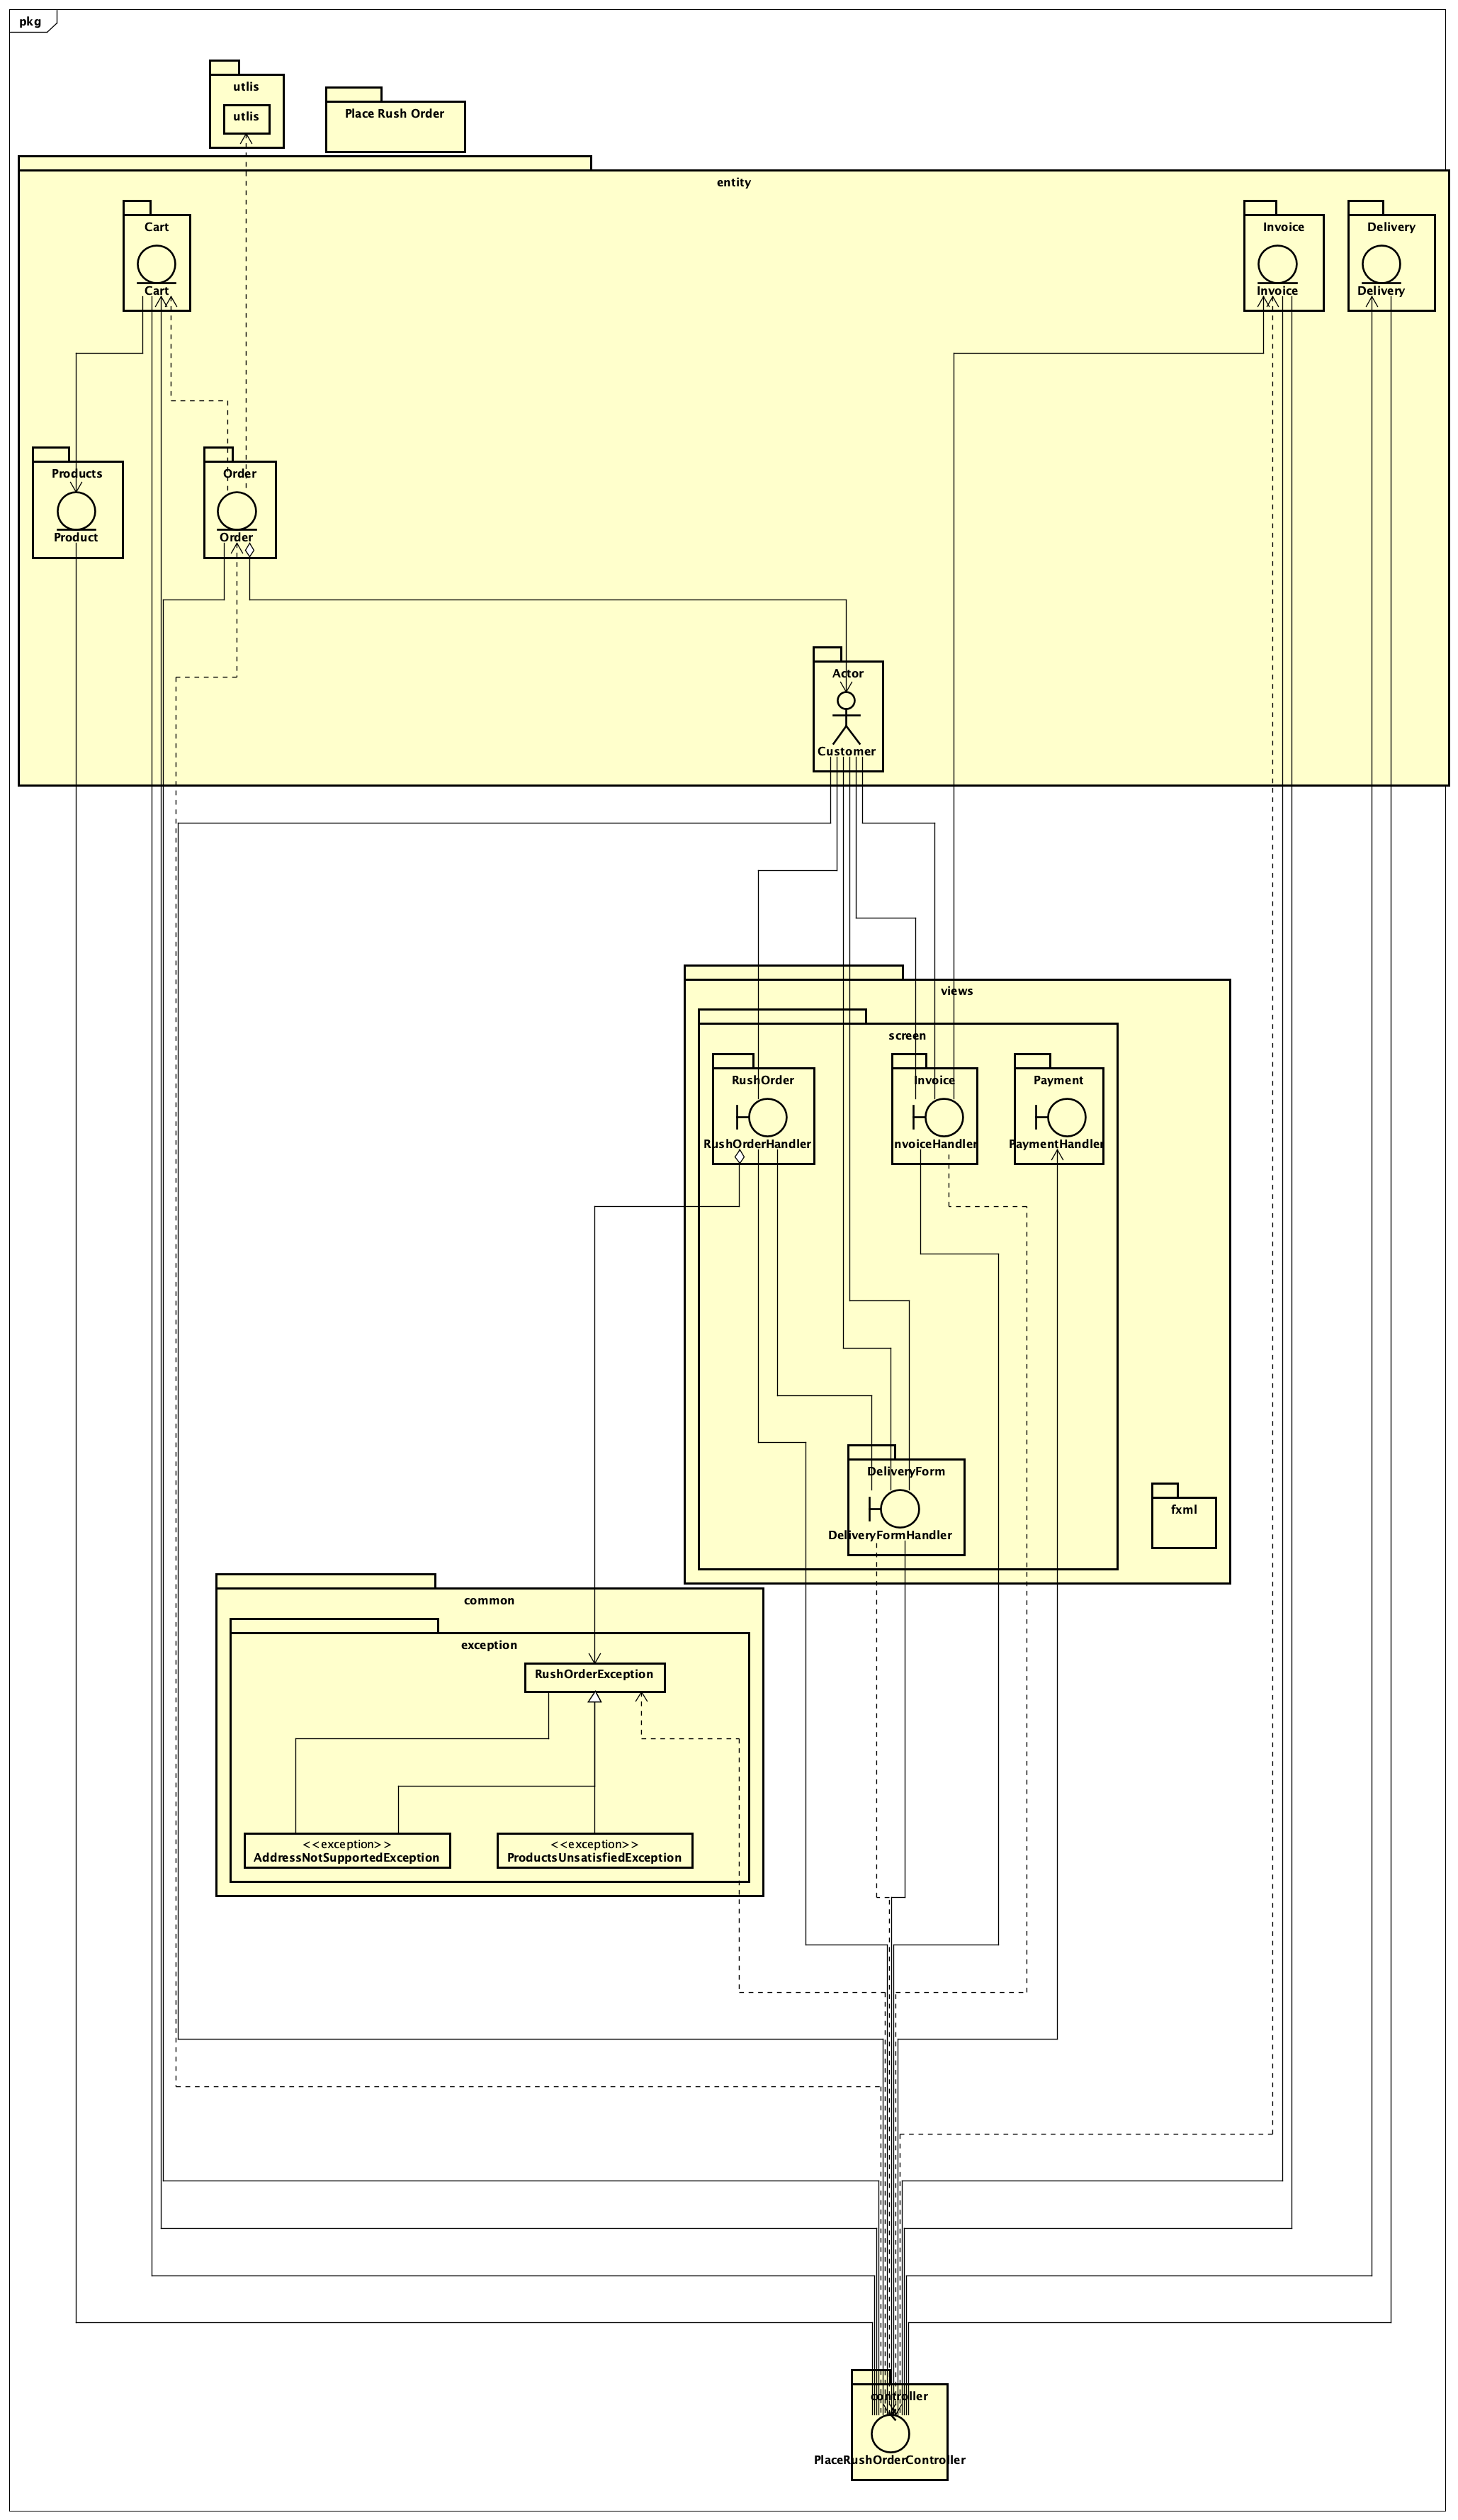 pkg
utlis
utlis
Place Rush Order
entity
Cart
Invoice
Delivery
Cart
Invoice
Delivery
Products
Order
Product
Order
Actor
Customer
views
screen
RushOrder
Invoice
Payment
RushOrderHandler
nvoiceHandler
PaymentHandler
DeliveryForm
fxml
DeliveryFormHandler
common
exception
RushOrderException
<<exception>>
AddressNotSupportedException
<<exception>>
ProductsUnsatisfiedException
controller
PlaceRushOrderController